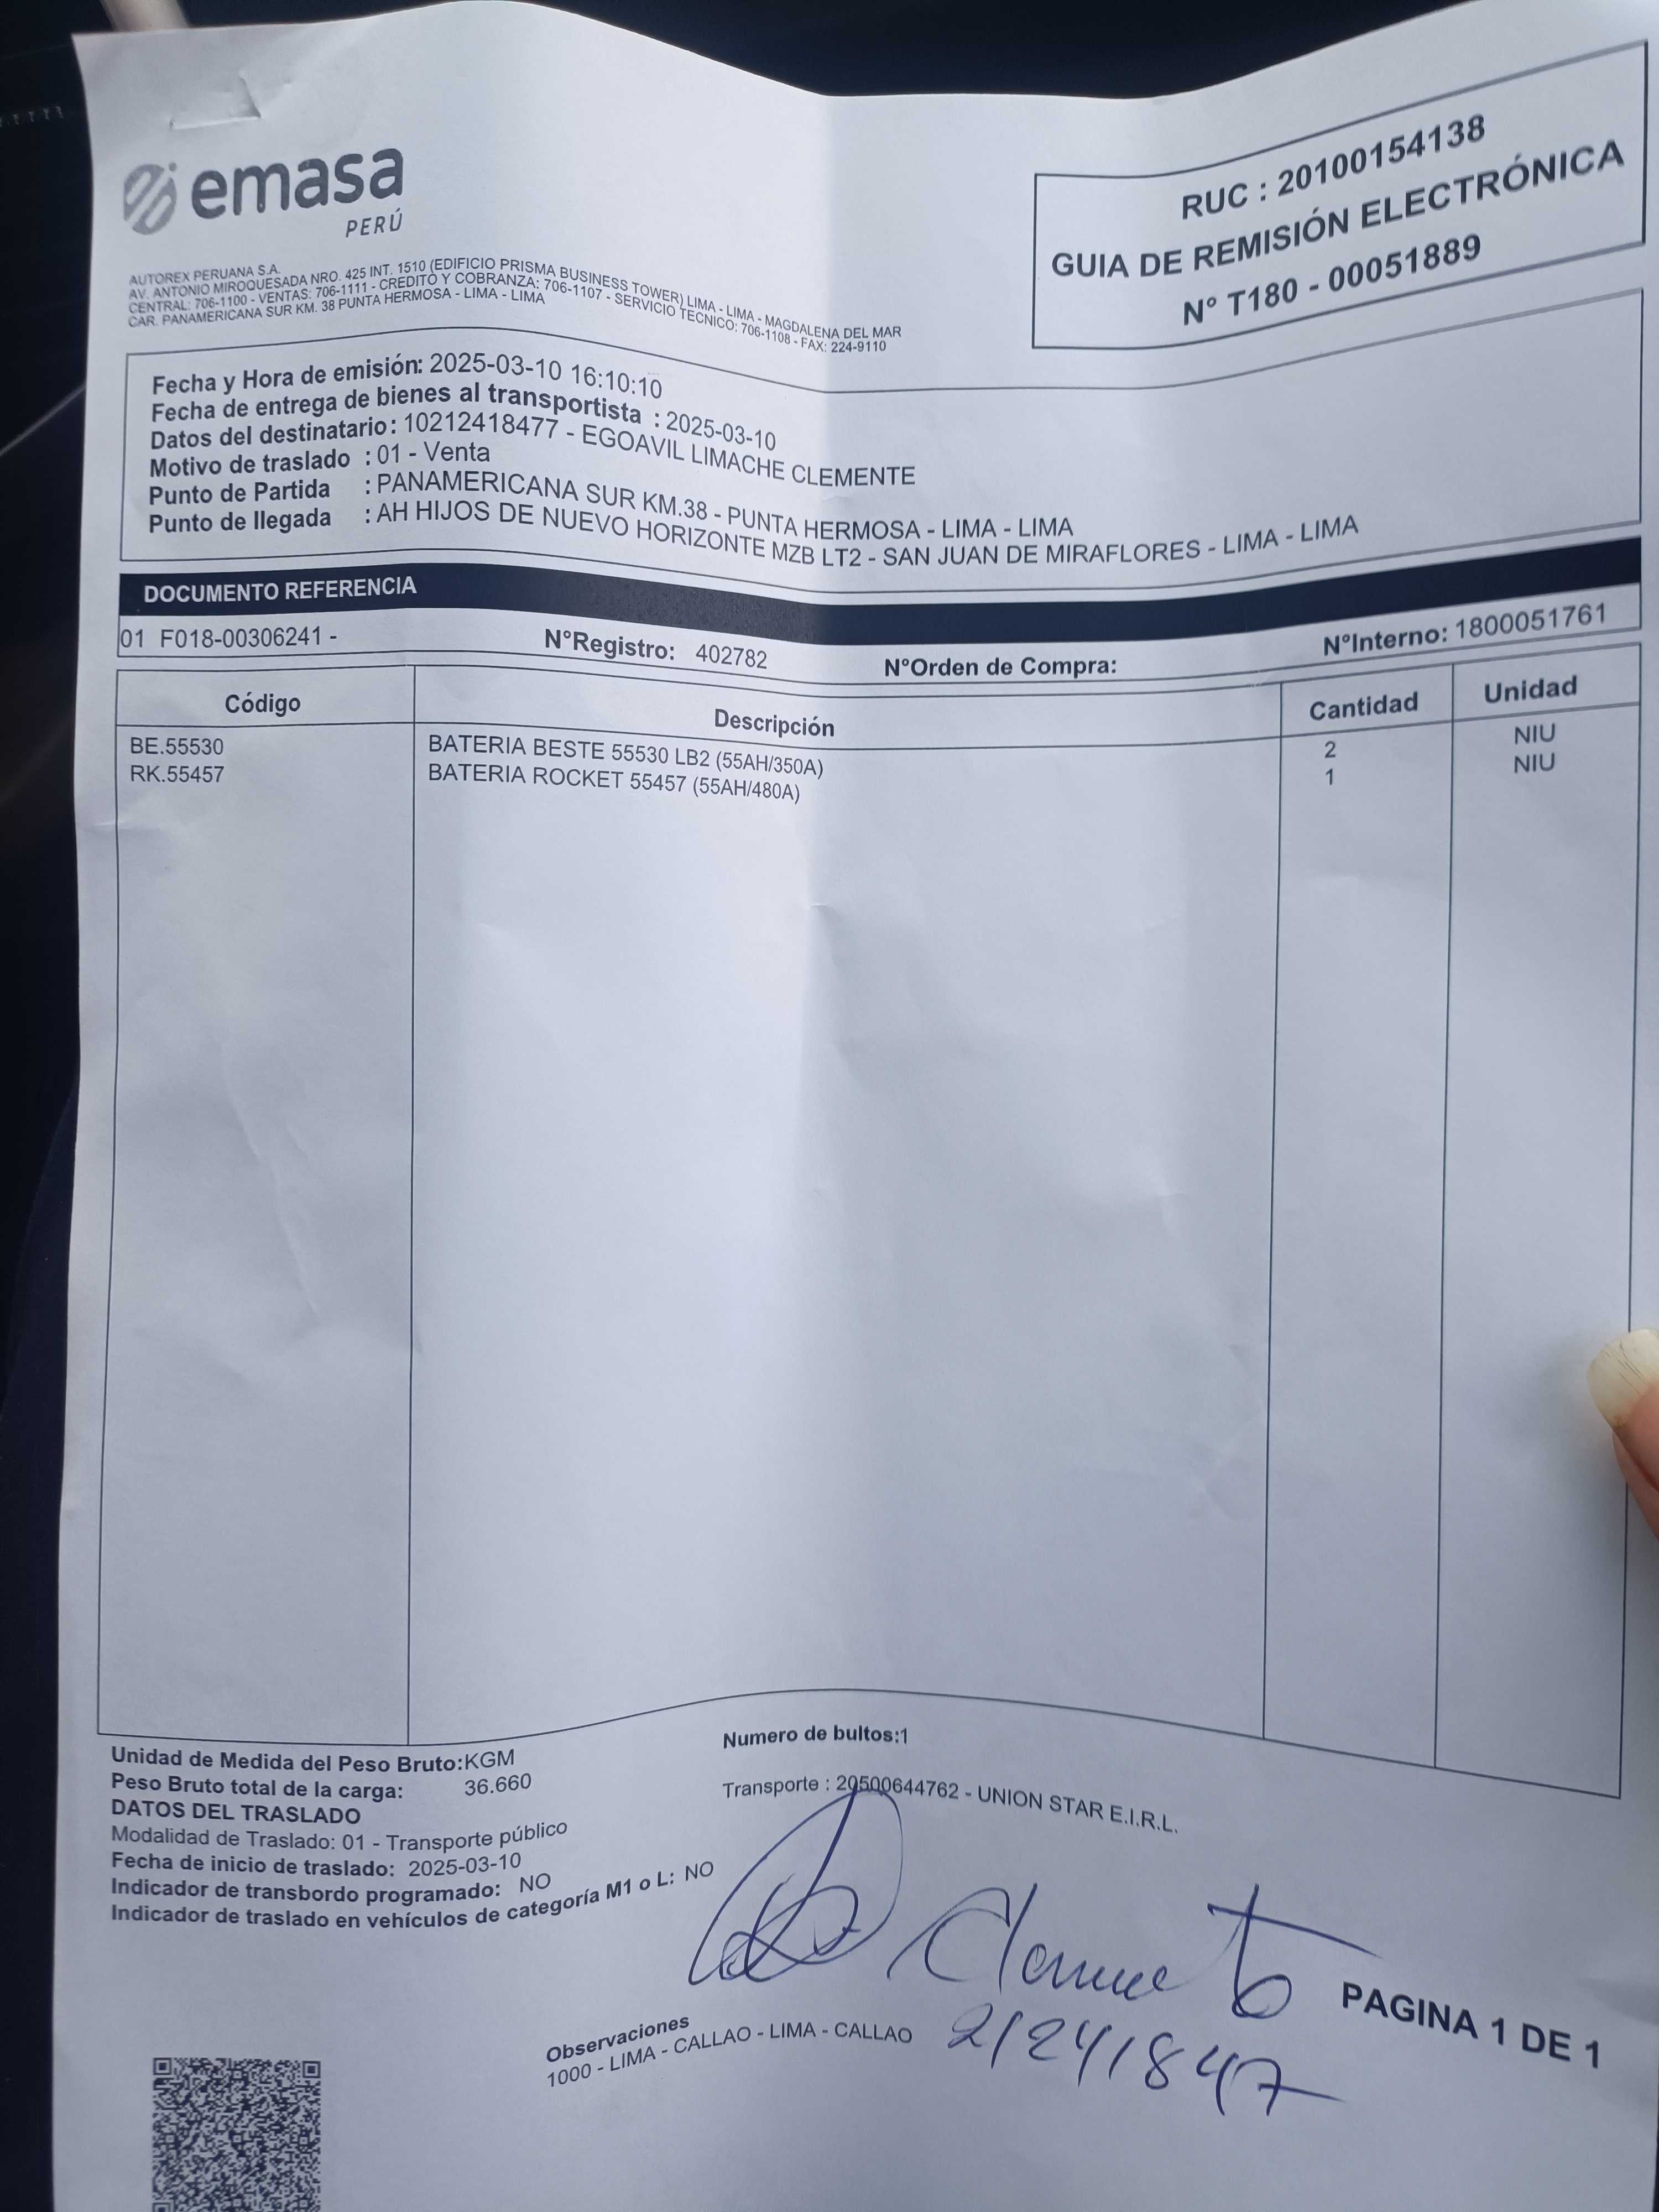 emasa
PERÚ
RUC : 20100154138
GUIA DE REMISIÓN ELECTRÓNICA
N° T180 - 00051889
AUTOREX PERUANA S.A.
AV. ANTONIO MIROQUESADA NRO. 425 INT. 1510 (EDIFICIO PRISMA BUSINESS TOWER) LIMA - LIMA - MAGDALENA DEL MAR
CENTRAL: 706-1100 - VENTAS: 706-1111 - CREDITO Y COBRANZA: 706-1107 - SERVICIO TECNICO: 706-1108 - FAX: 224-9110
CAR. PANAMERICANA SUR KM. 38 PUNTA HERMOSA - LIMA - LIMA
Fecha y Hora de emisión: 2025-03-10 16:10:10
Fecha de entrega de bienes al transportista : 2025-03-10
Datos del destinatario: 10212418477 - EGOAVIL LIMACHE CLEMENTE
Motivo de traslado : 01 - Venta
Punto de Partida : PANAMERICANA SUR KM.38 - PUNTA HERMOSA - LIMA - LIMA
Punto de llegada : AH HIJOS DE NUEVO HORIZONTE MZB LT2 - SAN JUAN DE MIRAFLORES - LIMA - LIMA
DOCUMENTO REFERENCIA
01 F018-00306241 - N°Registro: 402782 N°Orden de Compra: N°Interno: 1800051761
Código Descripción Cantidad Unidad
BE.55530 BATERIA BESTE 55530 LB2 (55AH/350A) 2 NIU
RK.55457 BATERIA ROCKET 55457 (55AH/480A) 1 NIU
Unidad de Medida del Peso Bruto:KGM Numero de bultos:1
Peso Bruto total de la carga: 36.660 Transporte : 20500644762 - UNION STAR E.I.R.L.
DATOS DEL TRASLADO
Modalidad de Traslado: 01 - Transporte público
Fecha de inicio de traslado: 2025-03-10
Indicador de transbordo programado: NO
Indicador de traslado en vehículos de categoría M1 o L: NO
PAGINA 1 DE 1
Observaciones
1000 - LIMA - CALLAO - LIMA - CALLAO
21241847